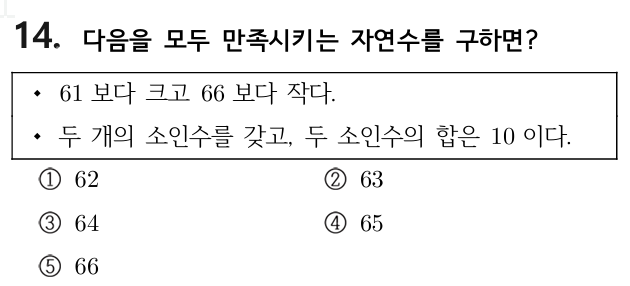 14. 다음을 모두 만족시키는 자연수를 구하면?
• 61 보다 크고 66 보다 작다.
• 두 개의 소인수를 갖고, 두 소인수의 합은 10 이다.
① 62 ② 63
③ 64 ④ 65
⑤ 66